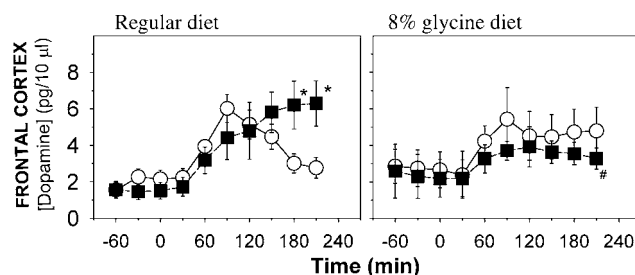 Regular diet
8% glycine diet
FRONTAL CORTEX
[Dopamine] (pg/10 µl)
8
6
4
2
0
* *
#
-60 0 60 120 180 240
-60 0 60 120 180 240
Time (min)